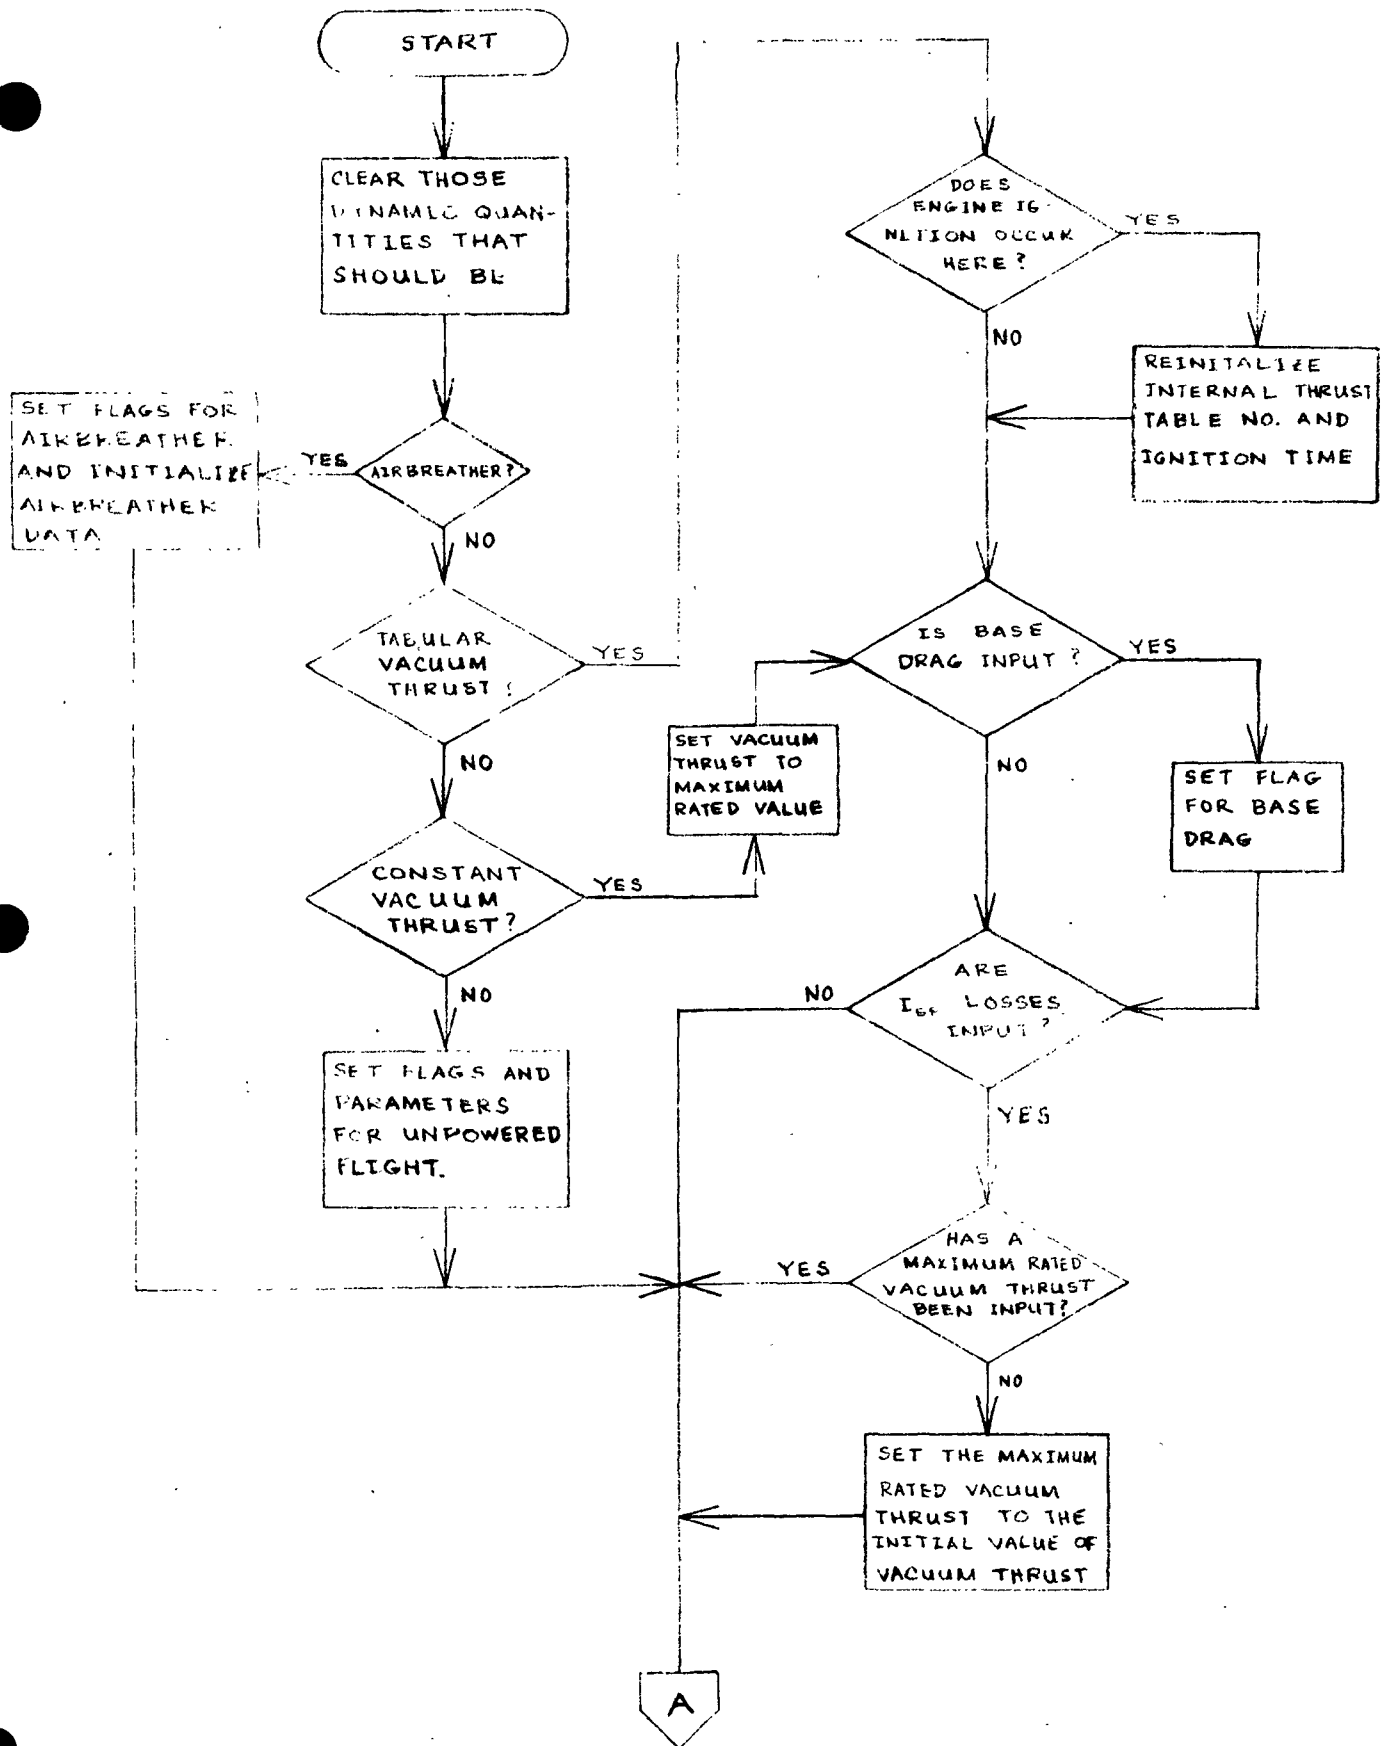 START
CLEAR THOSE
DYNAMIC QUAN-
TITIES THAT
SHOULD BE
AIRBREATHER?
YES
SET FLAGS FOR
AIRBREATHER
AND INITIALIZE
AIRBREATHER
DATA
NO
TABULAR
VACUUM
THRUST?
YES
NO
CONSTANT
VACUUM
THRUST?
YES
SET VACUUM
THRUST TO
MAXIMUM
RATED VALUE
NO
SET FLAGS AND
PARAMETERS
FOR UNPOWERED
FLIGHT.
DOES
ENGINE IG-
NITION OCCUR
HERE?
YES
REINITALIZE
INTERNAL THRUST
TABLE NO. AND
IGNITION TIME
NO
IS BASE
DRAG INPUT?
YES
SET FLAG
FOR BASE
DRAG
NO
ARE
LOSSES
INPUT?
NO
YES
HAS A
MAXIMUM RATED
VACUUM THRUST
BEEN INPUT?
YES
NO
SET THE MAXIMUM
RATED VACUUM
THRUST TO THE
INITIAL VALUE OF
VACUUM THRUST
A